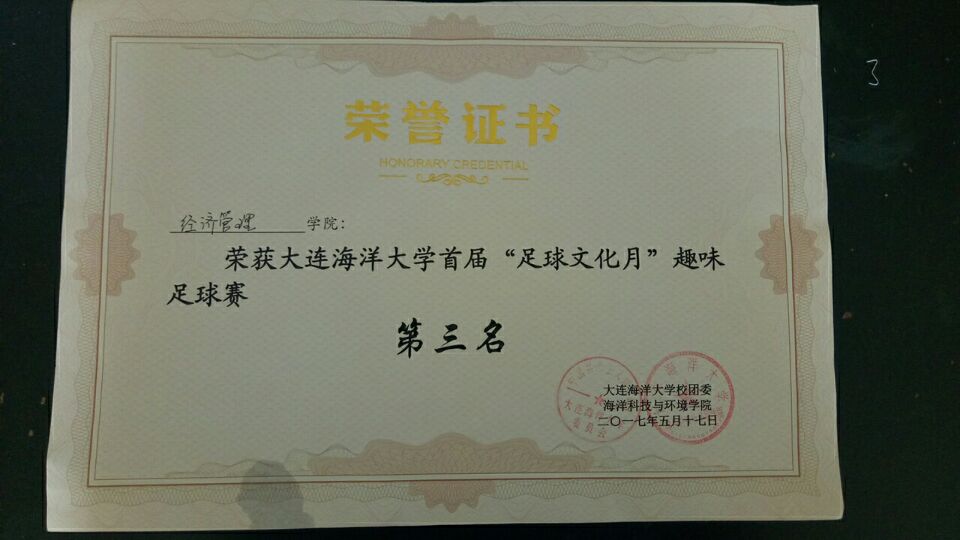 3
荣誉证书
HONORARY CREDENTIAL
经济管理 学院：
荣获大连海洋大学首届“足球文化月”趣味
足球赛
第三名
大连海洋大学校团委
海洋科技与环境学院
二〇一七年五月十七日